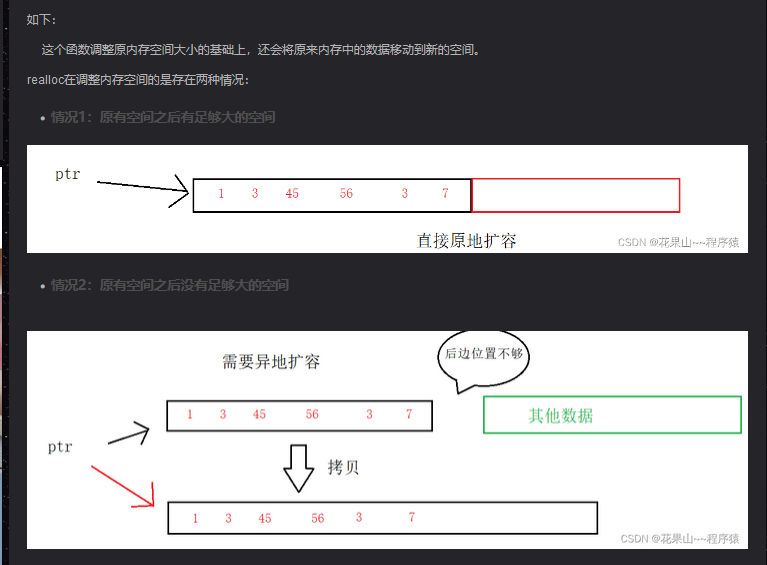 如下：
这个函数调整原内存空间大小的基础上，还会将原来内存中的数据移动到新的空间。
realloc在调整内存空间的是存在两种情况：
• 情况1：原有空间之后有足够大的空间
ptr
1 3 45 56 3 7
直接原地扩容
CSDN @花果山~~程序猿
• 情况2：原有空间之后没有足够大的空间
后边位置不够
需要异地扩容
1 3 45 56 3 7
其他数据
ptr
拷贝
1 3 45 56 3 7
CSDN @花果山~~程序猿